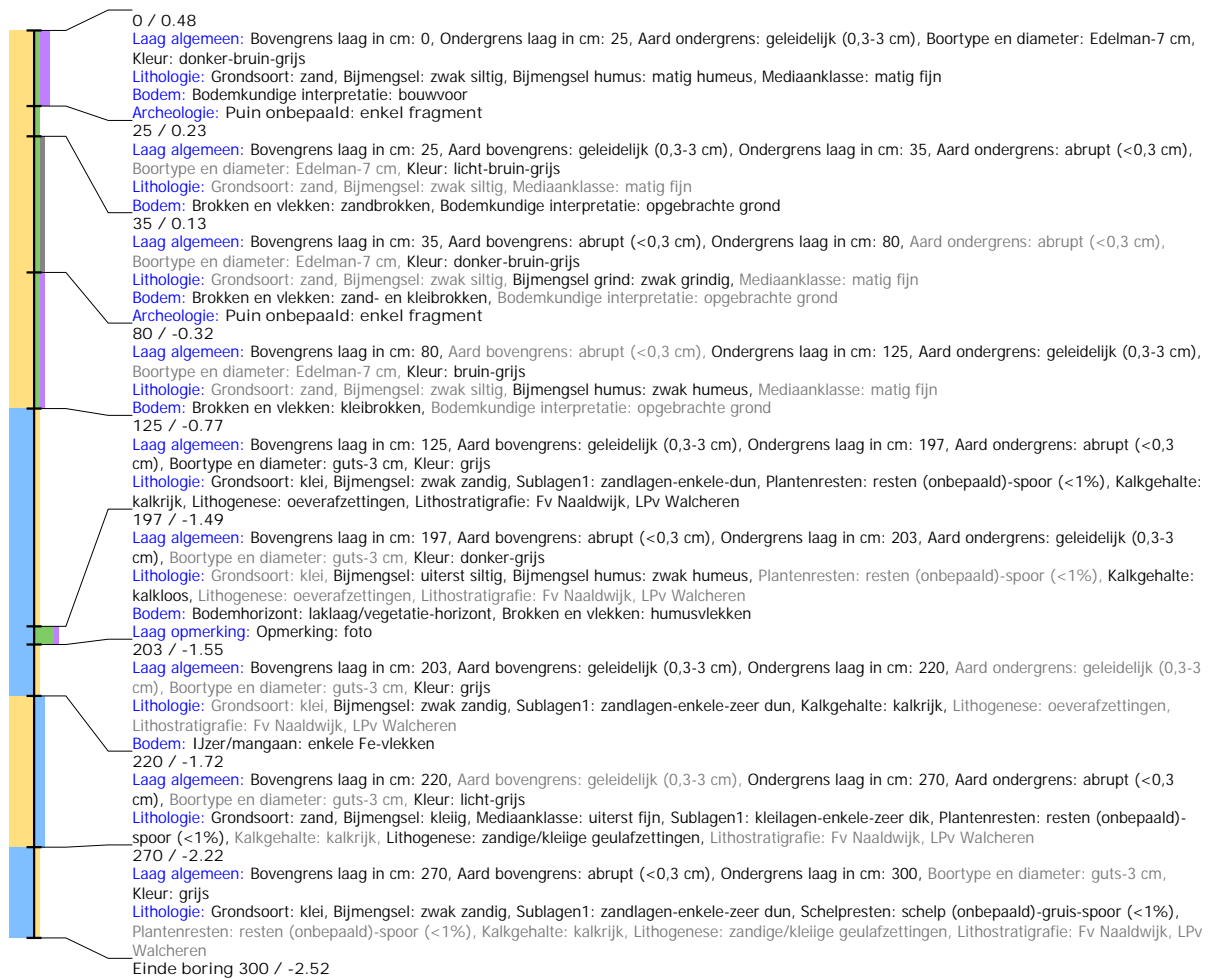 0 / 0.48
Laag algemeen: Bovengrens laag in cm: 0, Ondergrens laag in cm: 25, Aard ondergrens: geleidelijk (0,3-3 cm), Boortype en diameter: Edelman-7 cm,
Kleur: donker-bruin-grijs
Lithologie: Grondsoort: zand, Bijmengsel: zwak siltig, Bijmengsel humus: matig humeus, Mediaanklasse: matig fijn
Bodem: Bodemkundige interpretatie: bouwvoor
Archeologie: Puin onbepaald: enkel fragment
25 / 0.23
Laag algemeen: Bovengrens laag in cm: 25, Aard bovengrens: geleidelijk (0,3-3 cm), Ondergrens laag in cm: 35, Aard ondergrens: abrupt (<0,3 cm),
Boortype en diameter: Edelman-7 cm, Kleur: licht-bruin-grijs
Lithologie: Grondsoort: zand, Bijmengsel: zwak siltig, Mediaanklasse: matig fijn
Bodem: Brokken en vlekken: zandbrokken, Bodemkundige interpretatie: opgebrachte grond
35 / 0.13
Laag algemeen: Bovengrens laag in cm: 35, Aard bovengrens: abrupt (<0,3 cm), Ondergrens laag in cm: 80, Aard ondergrens: abrupt (<0,3 cm),
Boortype en diameter: Edelman-7 cm, Kleur: donker-bruin-grijs
Lithologie: Grondsoort: zand, Bijmengsel: zwak siltig, Bijmengsel grind: zwak grindig, Mediaanklasse: matig fijn
Bodem: Brokken en vlekken: zand- en kleibrokken, Bodemkundige interpretatie: opgebrachte grond
Archeologie: Puin onbepaald: enkel fragment
80 / -0.32
Laag algemeen: Bovengrens laag in cm: 80, Aard bovengrens: abrupt (<0,3 cm), Ondergrens laag in cm: 125, Aard ondergrens: geleidelijk (0,3-3 cm),
Boortype en diameter: Edelman-7 cm, Kleur: bruin-grijs
Lithologie: Grondsoort: zand, Bijmengsel: zwak siltig, Bijmengsel humus: zwak humeus, Mediaanklasse: matig fijn
Bodem: Brokken en vlekken: kleibrokken, Bodemkundige interpretatie: opgebrachte grond
125 / -0.77
Laag algemeen: Bovengrens laag in cm: 125, Aard bovengrens: geleidelijk (0,3-3 cm), Ondergrens laag in cm: 197, Aard ondergrens: abrupt (<0,3
cm), Boortype en diameter: guts-3 cm, Kleur: grijs
Lithologie: Grondsoort: klei, Bijmengsel: zwak zandig, Sublagen1: zandlagen-enkele-dun, Plantenresten: resten (onbepaald)-spoor (<1%), Kalkgehalte:
kalkrijk, Lithogenese: oeverafzettingen, Lithostratigrafie: Fv Naaldwijk, LPv Walcheren
197 / -1.49
Laag algemeen: Bovengrens laag in cm: 197, Aard bovengrens: abrupt (<0,3 cm), Ondergrens laag in cm: 203, Aard ondergrens: geleidelijk (0,3-3
cm), Boortype en diameter: guts-3 cm, Kleur: donker-grijs
Lithologie: Grondsoort: klei, Bijmengsel: uiterst siltig, Bijmengsel humus: zwak humeus, Plantenresten: resten (onbepaald)-spoor (<1%), Kalkgehalte:
kalkloos, Lithogenese: oeverafzettingen, Lithostratigrafie: Fv Naaldwijk, LPv Walcheren
Bodem: Bodemhorizont: laklaag/vegetatie-horizont, Brokken en vlekken: humusvlekken
Laag opmerking: Opmerking: foto
203 / -1.55
Laag algemeen: Bovengrens laag in cm: 203, Aard bovengrens: geleidelijk (0,3-3 cm), Ondergrens laag in cm: 220, Aard ondergrens: geleidelijk (0,3-3
cm), Boortype en diameter: guts-3 cm, Kleur: grijs
Lithologie: Grondsoort: klei, Bijmengsel: zwak zandig, Sublagen1: zandlagen-enkele-zeer dun, Kalkgehalte: kalkrijk, Lithogenese: oeverafzettingen,
Lithostratigrafie: Fv Naaldwijk, LPv Walcheren
Bodem: IJzer/mangaan: enkele Fe-vlekken
220 / -1.72
Laag algemeen: Bovengrens laag in cm: 220, Aard bovengrens: geleidelijk (0,3-3 cm), Ondergrens laag in cm: 270, Aard ondergrens: abrupt (<0,3
cm), Boortype en diameter: guts-3 cm, Kleur: licht-grijs
Lithologie: Grondsoort: zand, Bijmengsel: kleiig, Mediaanklasse: uiterst fijn, Sublagen1: kleilagen-enkele-zeer dik, Plantenresten: resten (onbepaald)-
spoor (<1%), Kalkgehalte: kalkrijk, Lithogenese: zandige/kleiige geulafzettingen, Lithostratigrafie: Fv Naaldwijk, LPv Walcheren
270 / -2.22
Laag algemeen: Bovengrens laag in cm: 270, Aard bovengrens: abrupt (<0,3 cm), Ondergrens laag in cm: 300, Boortype en diameter: guts-3 cm,
Kleur: grijs
Lithologie: Grondsoort: klei, Bijmengsel: zwak zandig, Sublagen1: zandlagen-enkele-zeer dun, Schelpresten: schelp (onbepaald)-gruis-spoor (<1%),
Plantenresten: resten (onbepaald)-spoor (<1%), Kalkgehalte: kalkrijk, Lithogenese: zandige/kleiige geulafzettingen, Lithostratigrafie: Fv Naaldwijk, LPv
Walcheren
Einde boring 300 / -2.52